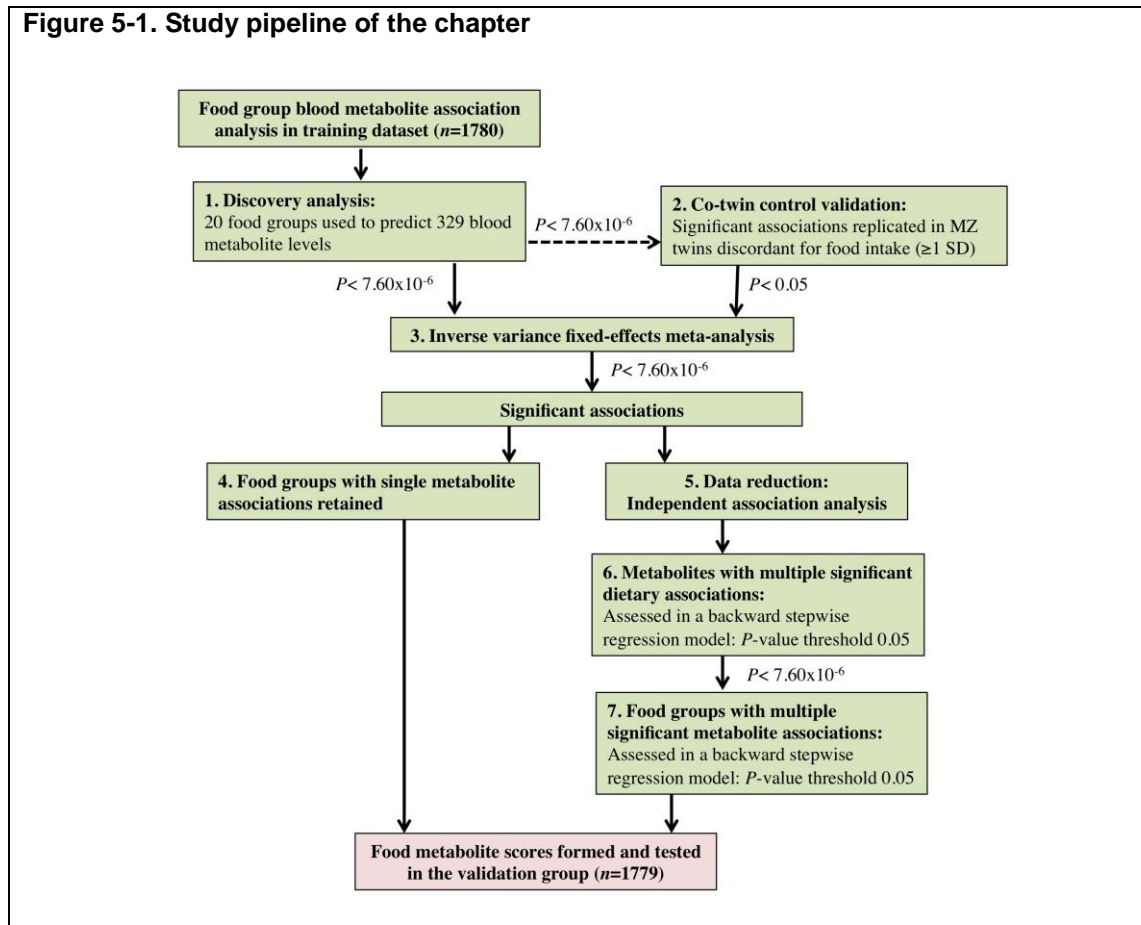 Figure 5-1. Study pipeline of the chapter
Food group blood metabolite association
analysis in training dataset (n=1780)
1. Discovery analysis:
20 food groups used to predict 329 blood
metabolite levels
P< 7.60x10⁻⁶
2. Co-twin control validation:
Significant associations replicated in MZ
twins discordant for food intake (≥1 SD)
P< 7.60x10⁻⁶
P< 0.05
3. Inverse variance fixed-effects meta-analysis
P< 7.60x10⁻⁶
Significant associations
4. Food groups with single metabolite
associations retained
5. Data reduction:
Independent association analysis
6. Metabolites with multiple significant
dietary associations:
Assessed in a backward stepwise
regression model: P-value threshold 0.05
P< 7.60x10⁻⁶
7. Food groups with multiple
significant metabolite associations:
Assessed in a backward stepwise
regression model: P-value threshold 0.05
Food metabolite scores formed and tested
in the validation group (n=1779)